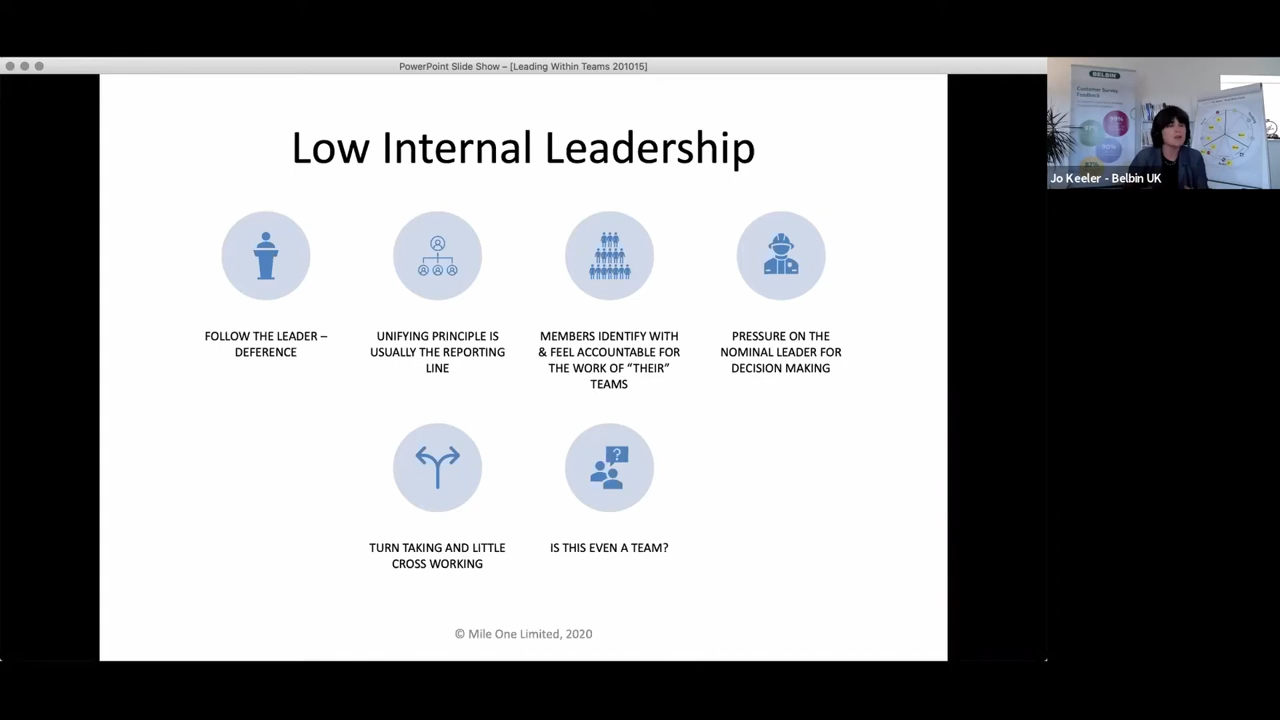 PowerPoint Slide Show – [Leading Within Teams 201015]
Low Internal Leadership
FOLLOW THE LEADER –
DEFERENCE
UNIFYING PRINCIPLE IS
USUALLY THE REPORTING
LINE
MEMBERS IDENTIFY WITH
& FEEL ACCOUNTABLE FOR
THE WORK OF “THEIR”
TEAMS
PRESSURE ON THE
NOMINAL LEADER FOR
DECISION MAKING
TURN TAKING AND LITTLE
CROSS WORKING
?
IS THIS EVEN A TEAM?
© Mile One Limited, 2020
BELBIN
Customer Survey
Feedback
Jo Keeler - Belbin UK